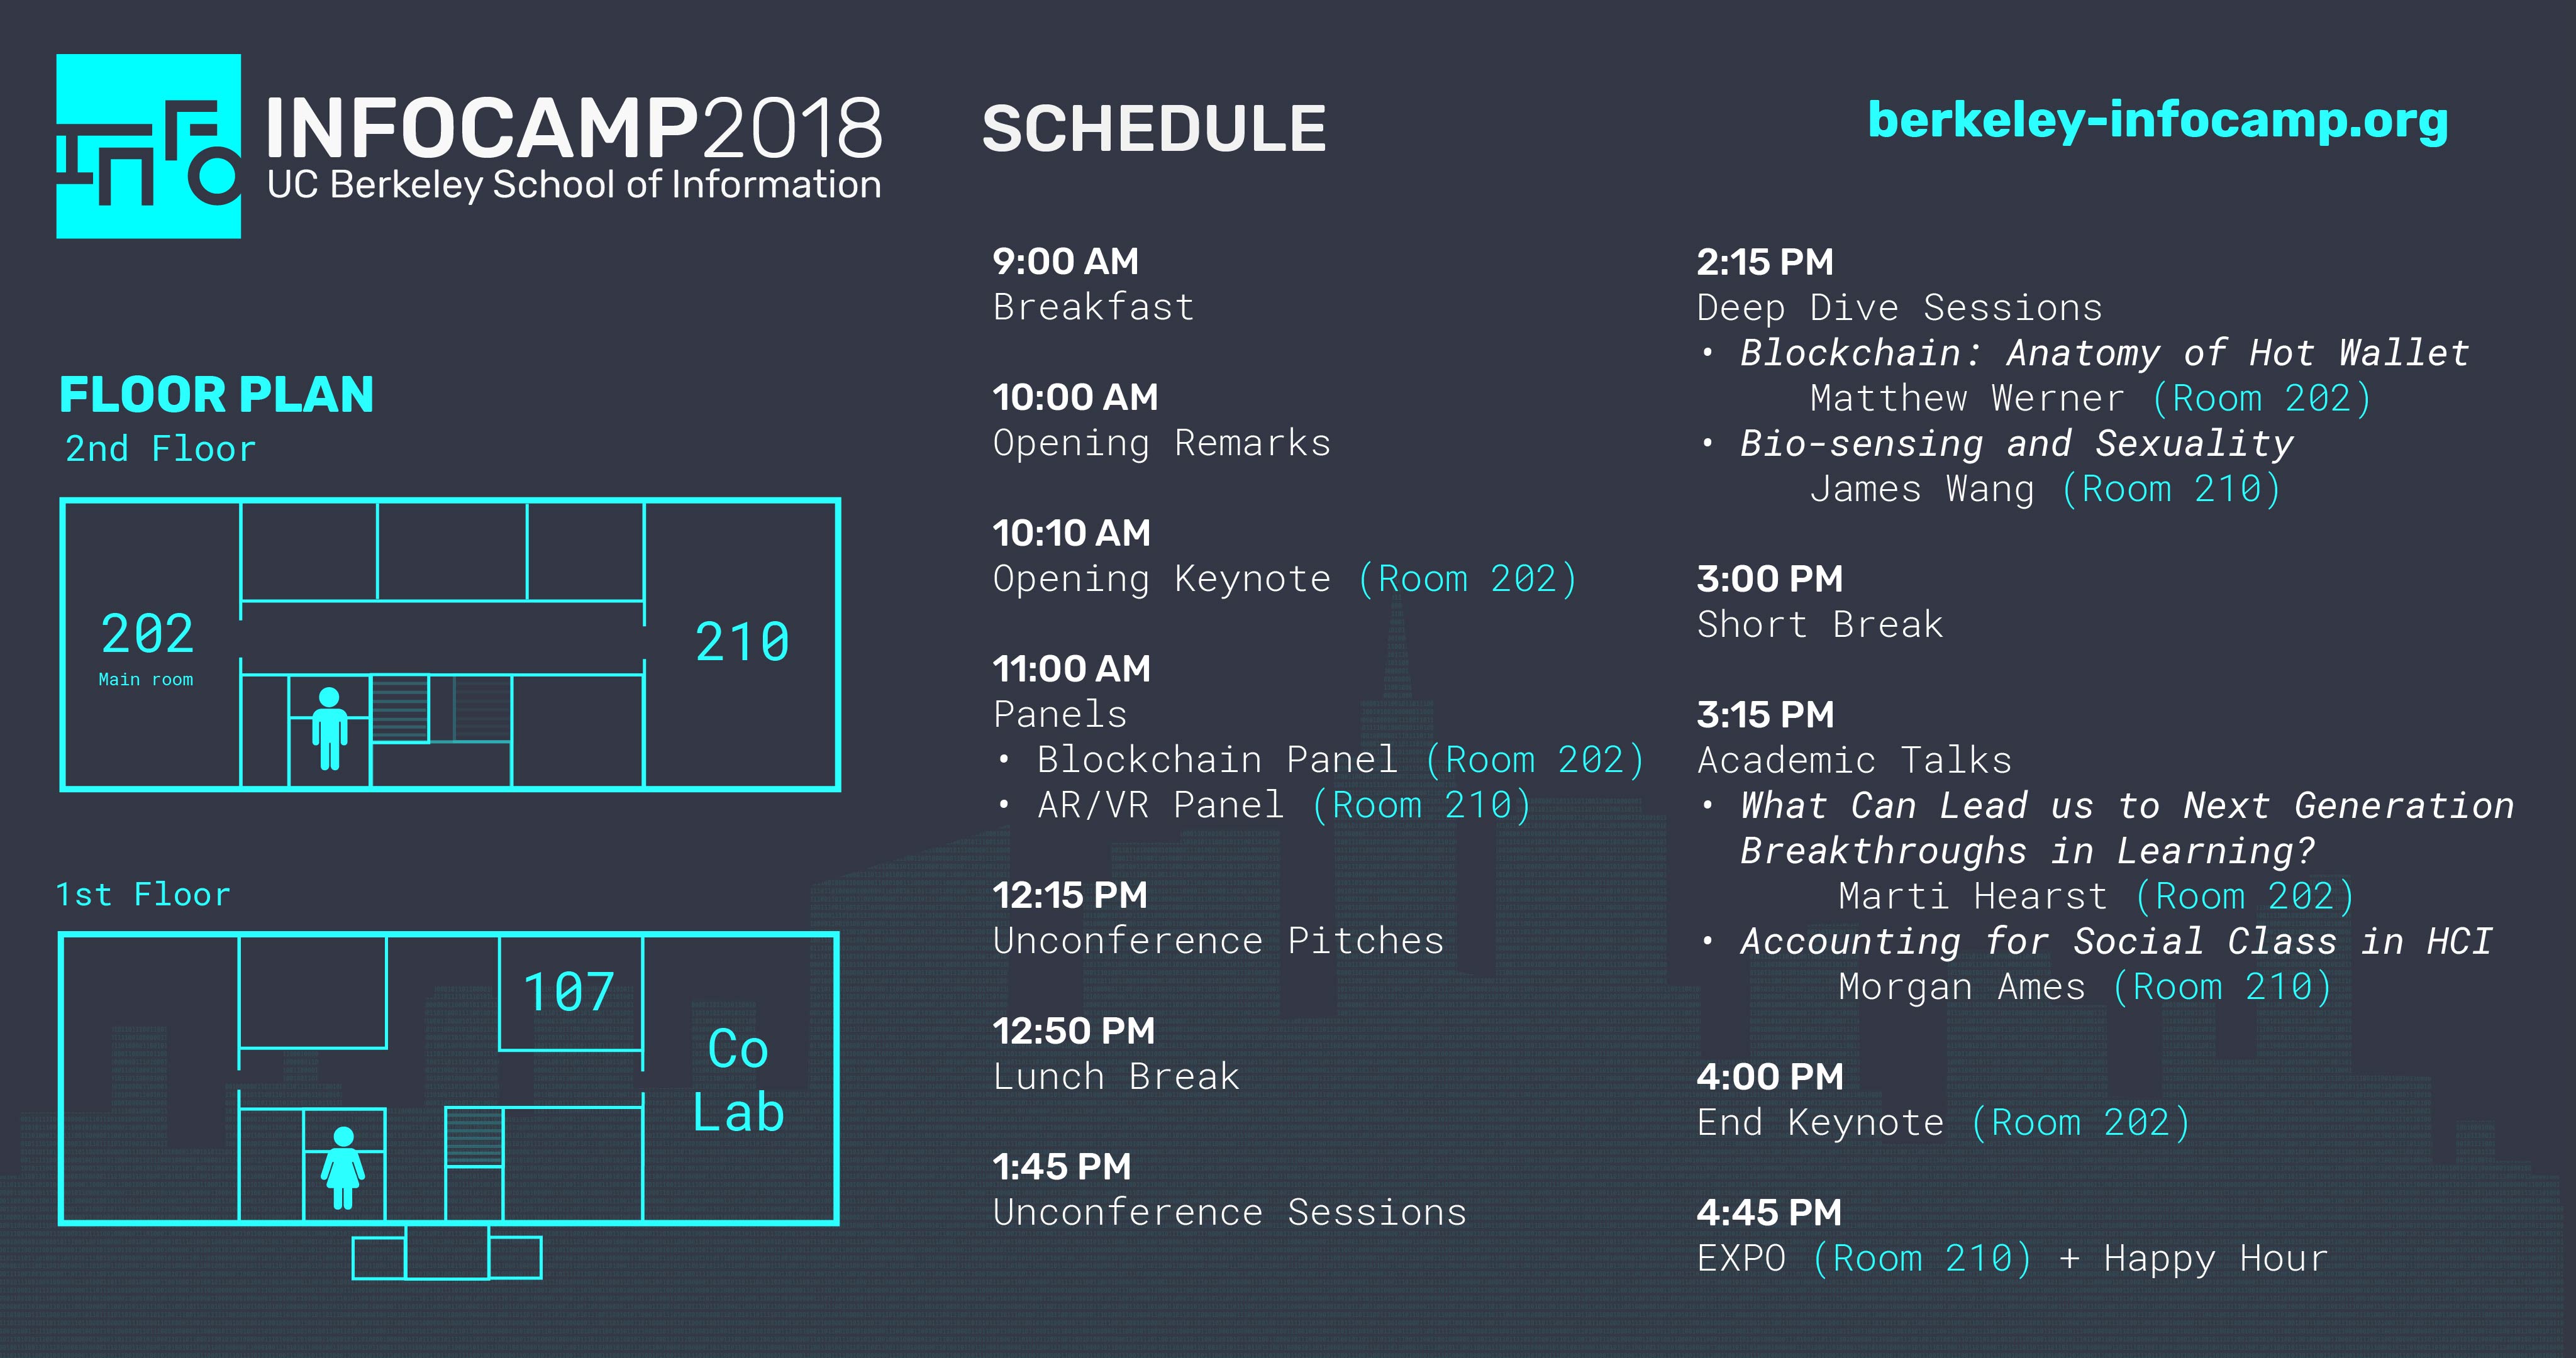 INFO
INFOCAMP2018
UC Berkeley School of Information
FLOOR PLAN
2nd Floor
202
Main room
210
1st Floor
107
Co
Lab
SCHEDULE
9:00 AM
Breakfast
10:00 AM
Opening Remarks
10:10 AM
Opening Keynote (Room 202)
11:00 AM
Panels
• Blockchain Panel (Room 202)
• AR/VR Panel (Room 210)
12:15 PM
Unconference Pitches
12:50 PM
Lunch Break
1:45 PM
Unconference Sessions
berkeley-infocamp.org
2:15 PM
Deep Dive Sessions
• Blockchain: Anatomy of Hot Wallet
Matthew Werner (Room 202)
• Bio-sensing and Sexuality
James Wang (Room 210)
3:00 PM
Short Break
3:15 PM
Academic Talks
• What Can Lead us to Next Generation
Breakthroughs in Learning?
Marti Hearst (Room 202)
• Accounting for Social Class in HCI
Morgan Ames (Room 210)
4:00 PM
End Keynote (Room 202)
4:45 PM
EXPO (Room 210) + Happy Hour